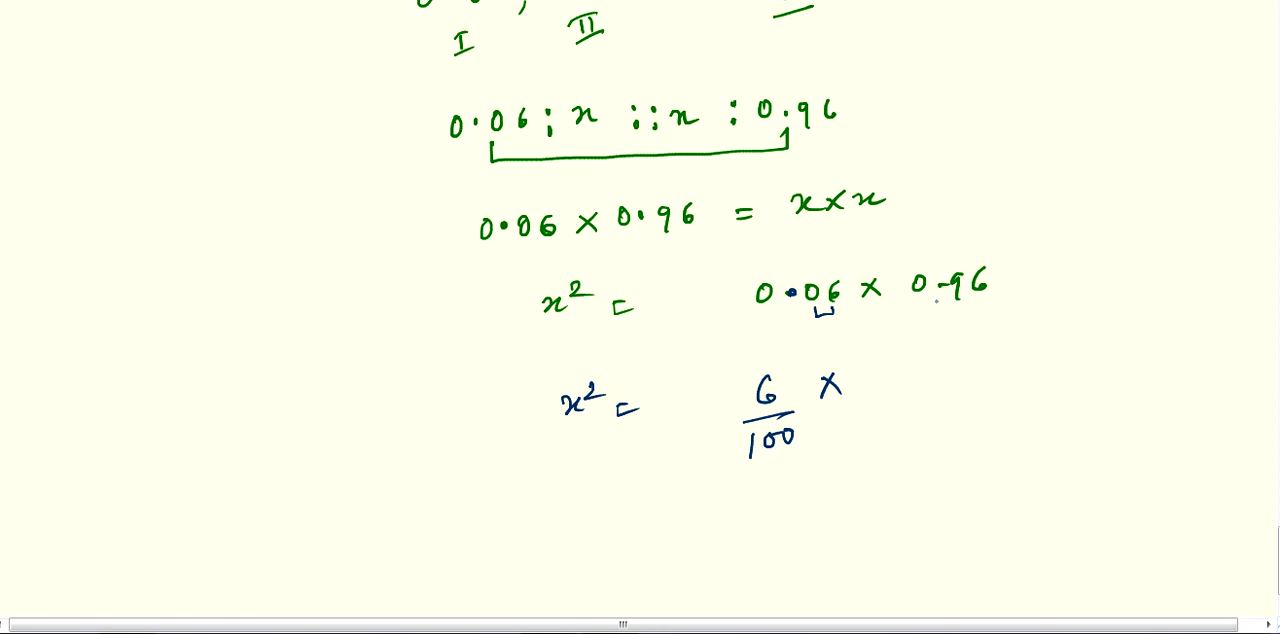 I II
0.06 : x :: x : 0.96
0.06 × 0.96 = x × x
x² = 0.06 × 0.96
x² = 6/100 ×